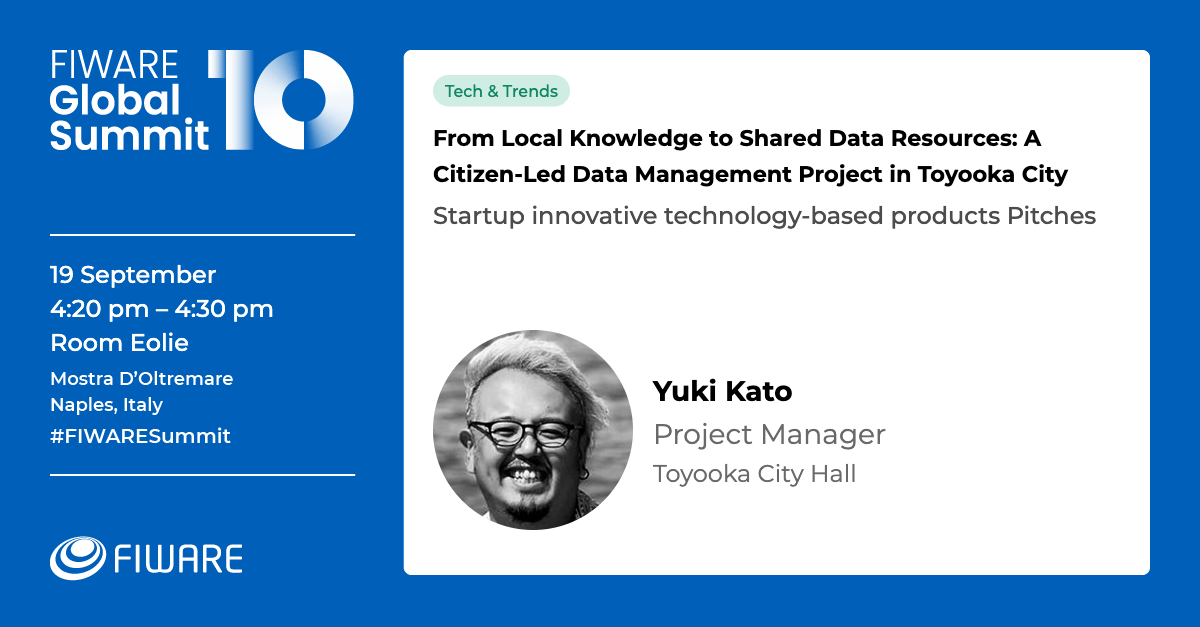 FIWARE
Global
Summit
10
19 September
4:20 pm – 4:30 pm
Room Eolie
Mostra D’Oltremare
Naples, Italy
#FIWARESummit
FIWARE
Tech & Trends
From Local Knowledge to Shared Data Resources: A
Citizen-Led Data Management Project in Toyooka City
Startup innovative technology-based products Pitches
Yuki Kato
Project Manager
Toyooka City Hall